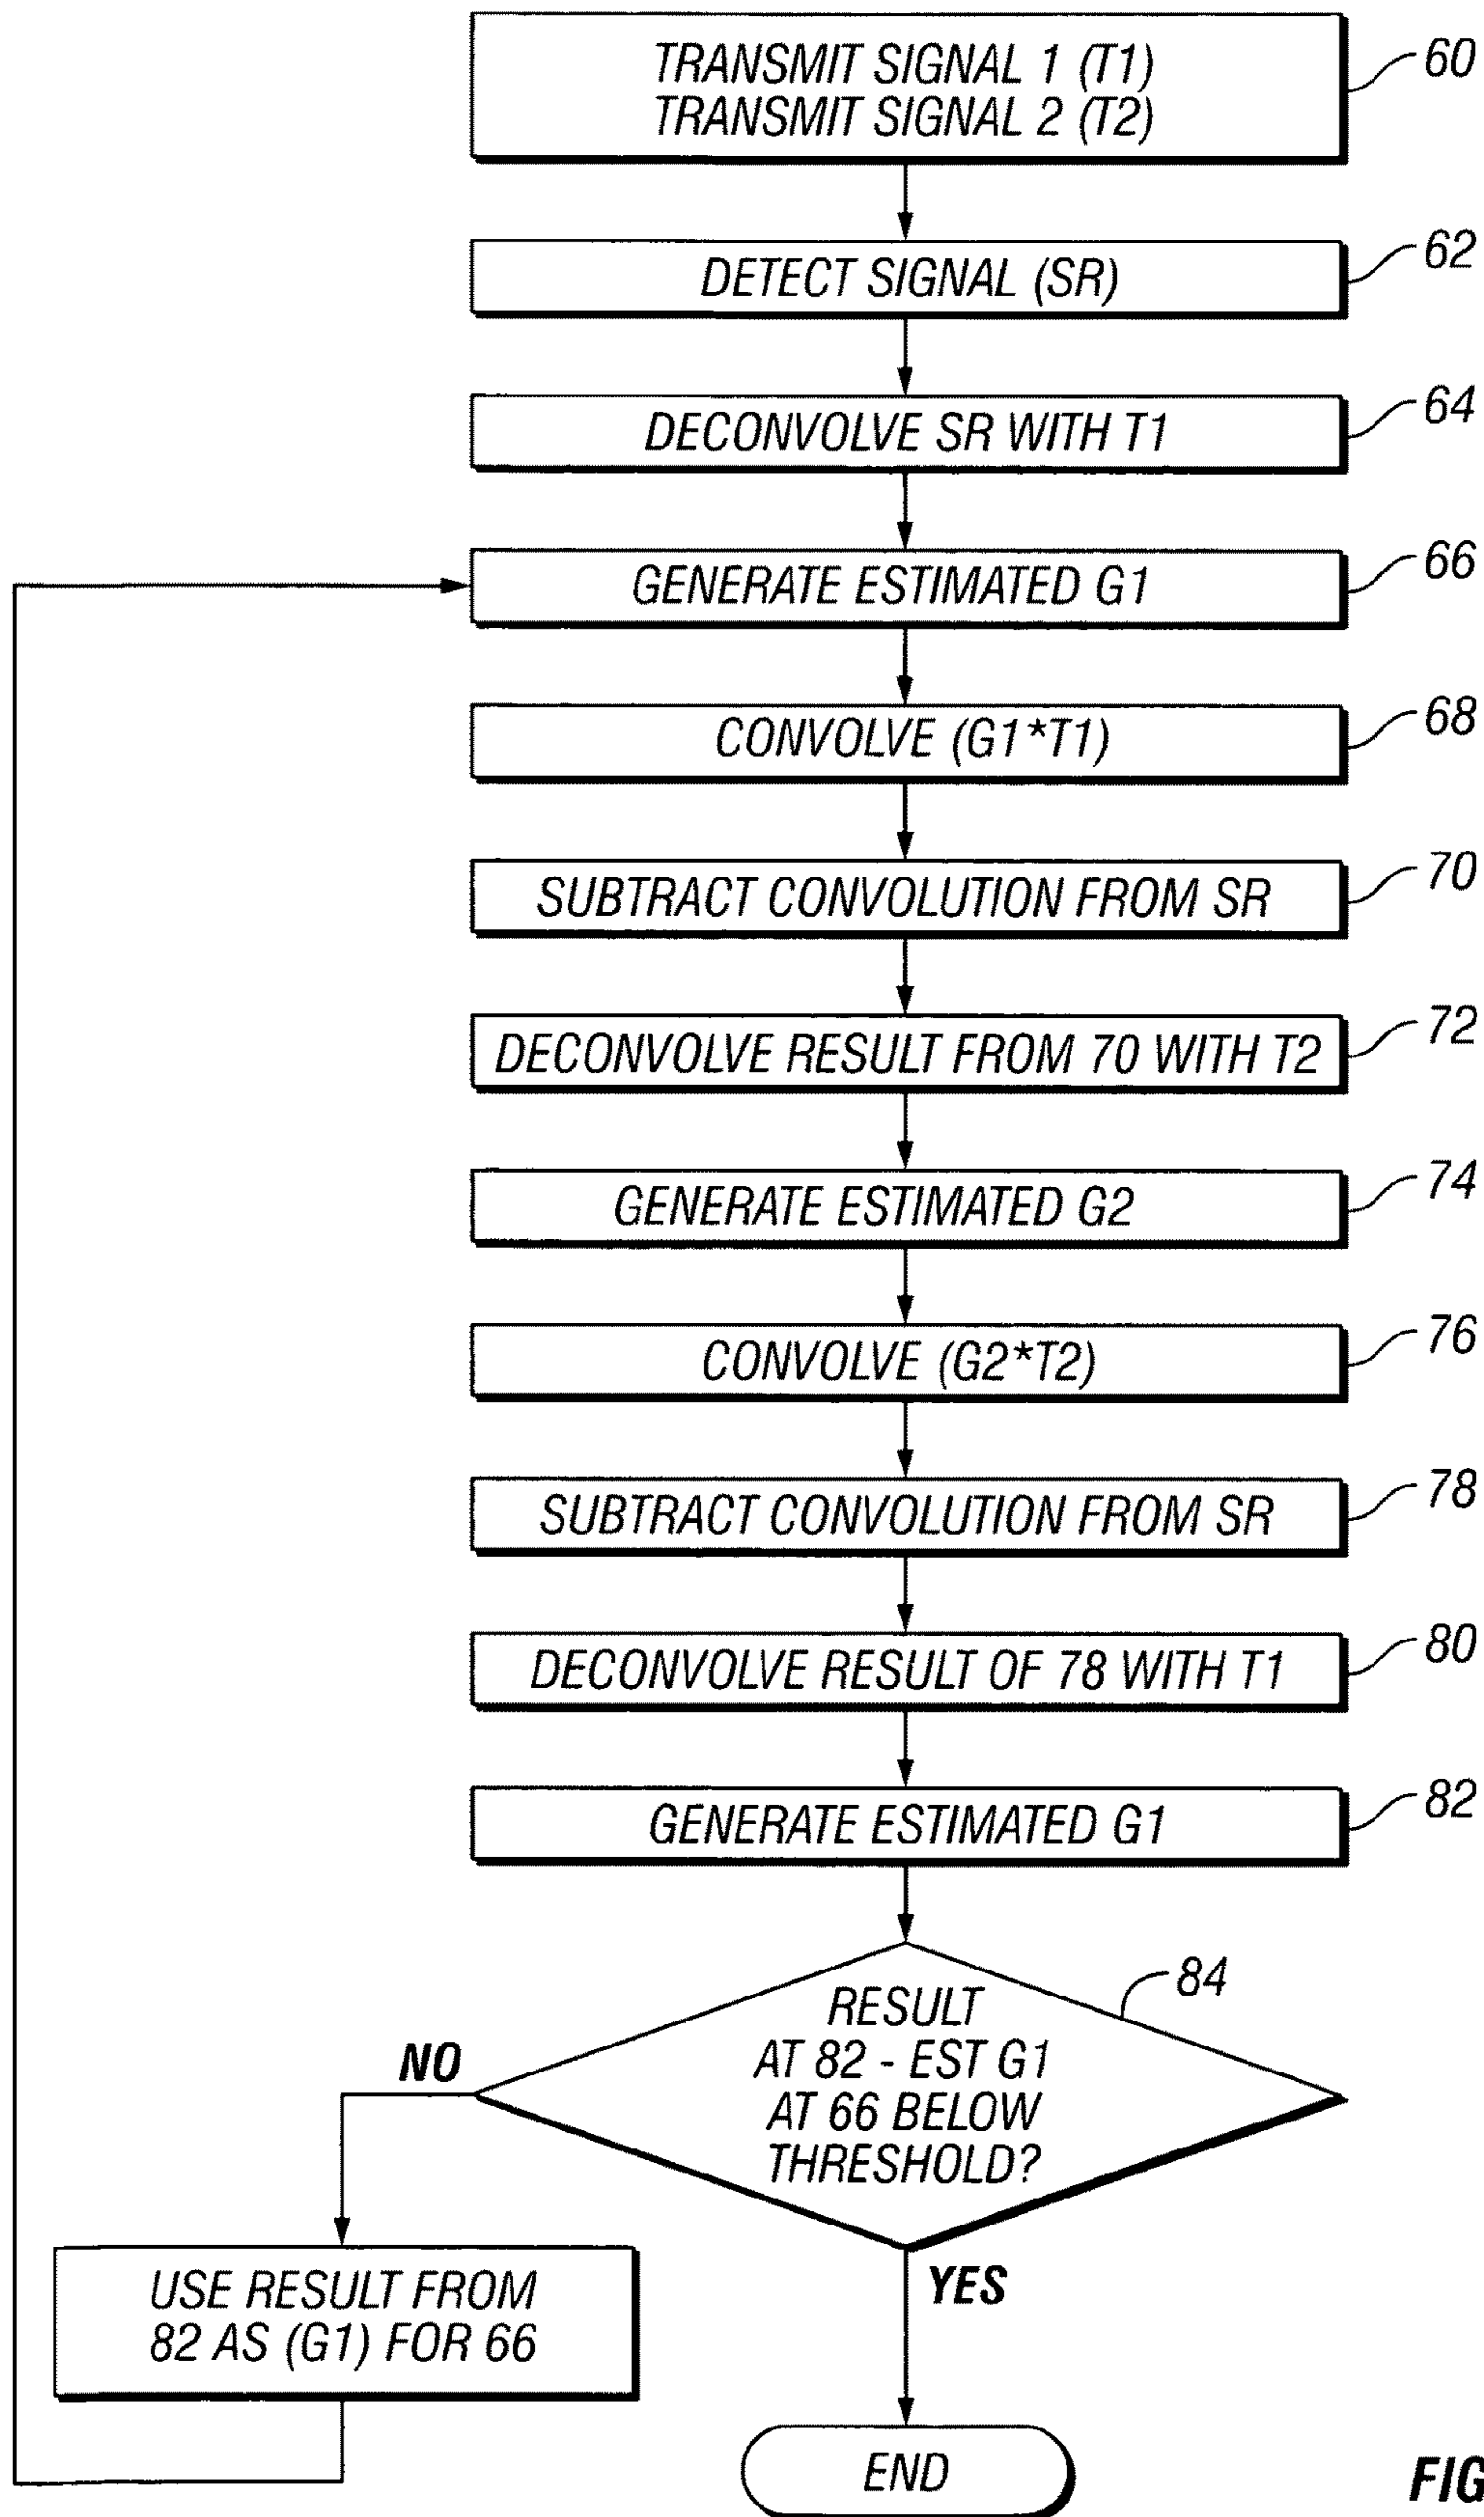 TRANSMIT SIGNAL 1 (T1)
TRANSMIT SIGNAL 2 (T2)
60
DETECT SIGNAL (SR)
62
DECONVOLVE SR WITH T1
64
GENERATE ESTIMATED G1
66
CONVOLVE (G1*T1)
68
SUBTRACT CONVOLUTION FROM SR
70
DECONVOLVE RESULT FROM 70 WITH T2
72
GENERATE ESTIMATED G2
74
CONVOLVE (G2*T2)
76
SUBTRACT CONVOLUTION FROM SR
78
DECONVOLVE RESULT OF 78 WITH T1
80
GENERATE ESTIMATED G1
82
RESULT
AT 82 - EST G1
AT 66 BELOW
THRESHOLD?
84
NO
YES
USE RESULT FROM
82 AS (G1) FOR 66
END
FIG